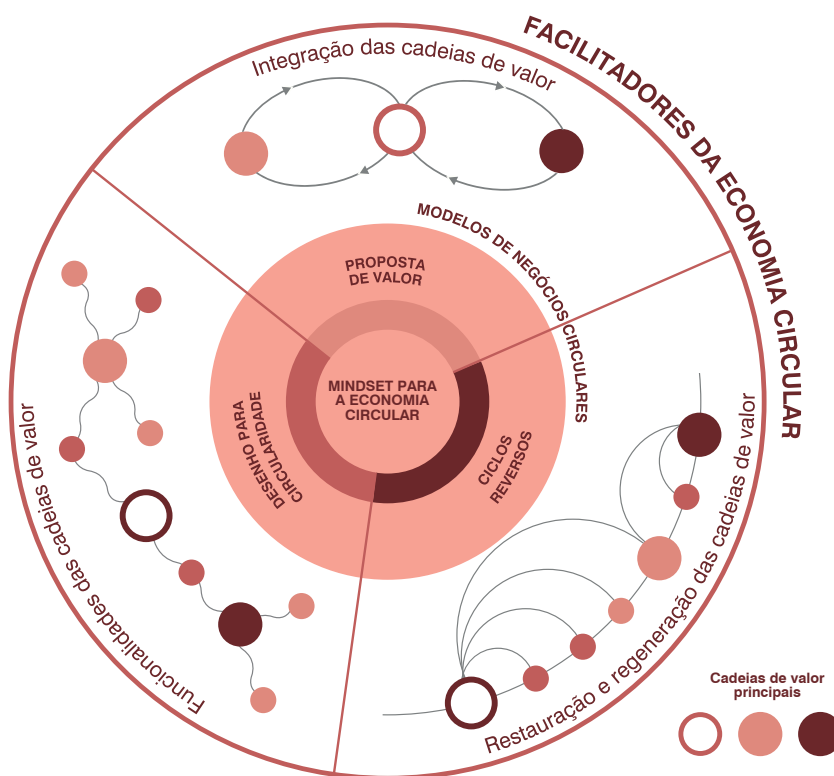 FACILITADORES DA ECONOMIA CIRCULAR
Integração das cadeias de valor
MODELOS DE NEGÓCIOS CIRCULARES
PROPOSTA
DE VALOR
MINDSET PARA
A ECONOMIA
CIRCULAR
DESENHO PARA
CIRCULARIDADE
CICLOS
REVERSOS
Funcionalidades das cadeias de valor
Restauração e regeneração das cadeias de valor
Cadeias de valor
principais